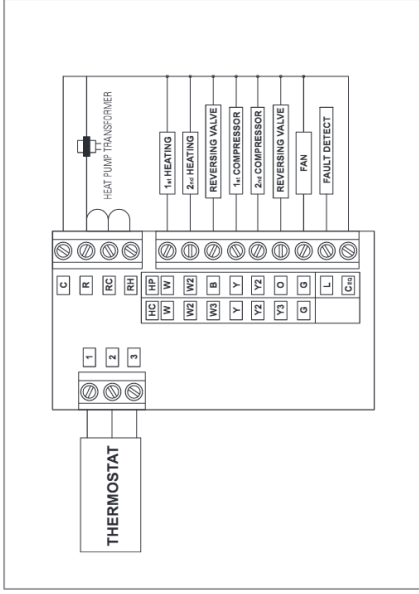 THERMOSTAT
1
2
3
C
R
RC
RH
HEAT PUMP TRANSFORMER
HC
HP
W
W
1st HEATING
W2
W2
2nd HEATING
W3
B
REVERSING VALVE
Y
Y
1st COMPRESSOR
Y2
Y2
2nd COMPRESSOR
Y3
O
REVERSING VALVE
G
G
FAN
L
FAULT DETECT
CEQ